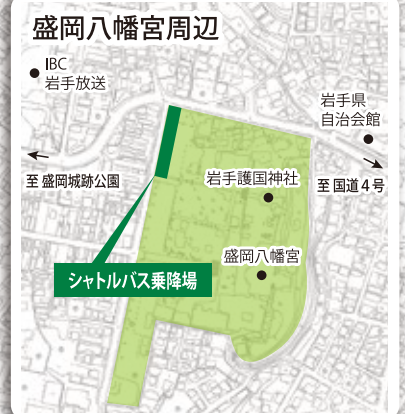 盛岡八幡宮周辺
IBC
岩手放送
岩手県
自治会館
至 盛岡城跡公園
岩手護国神社
至 国道4号
盛岡八幡宮
シャトルバス乗降場